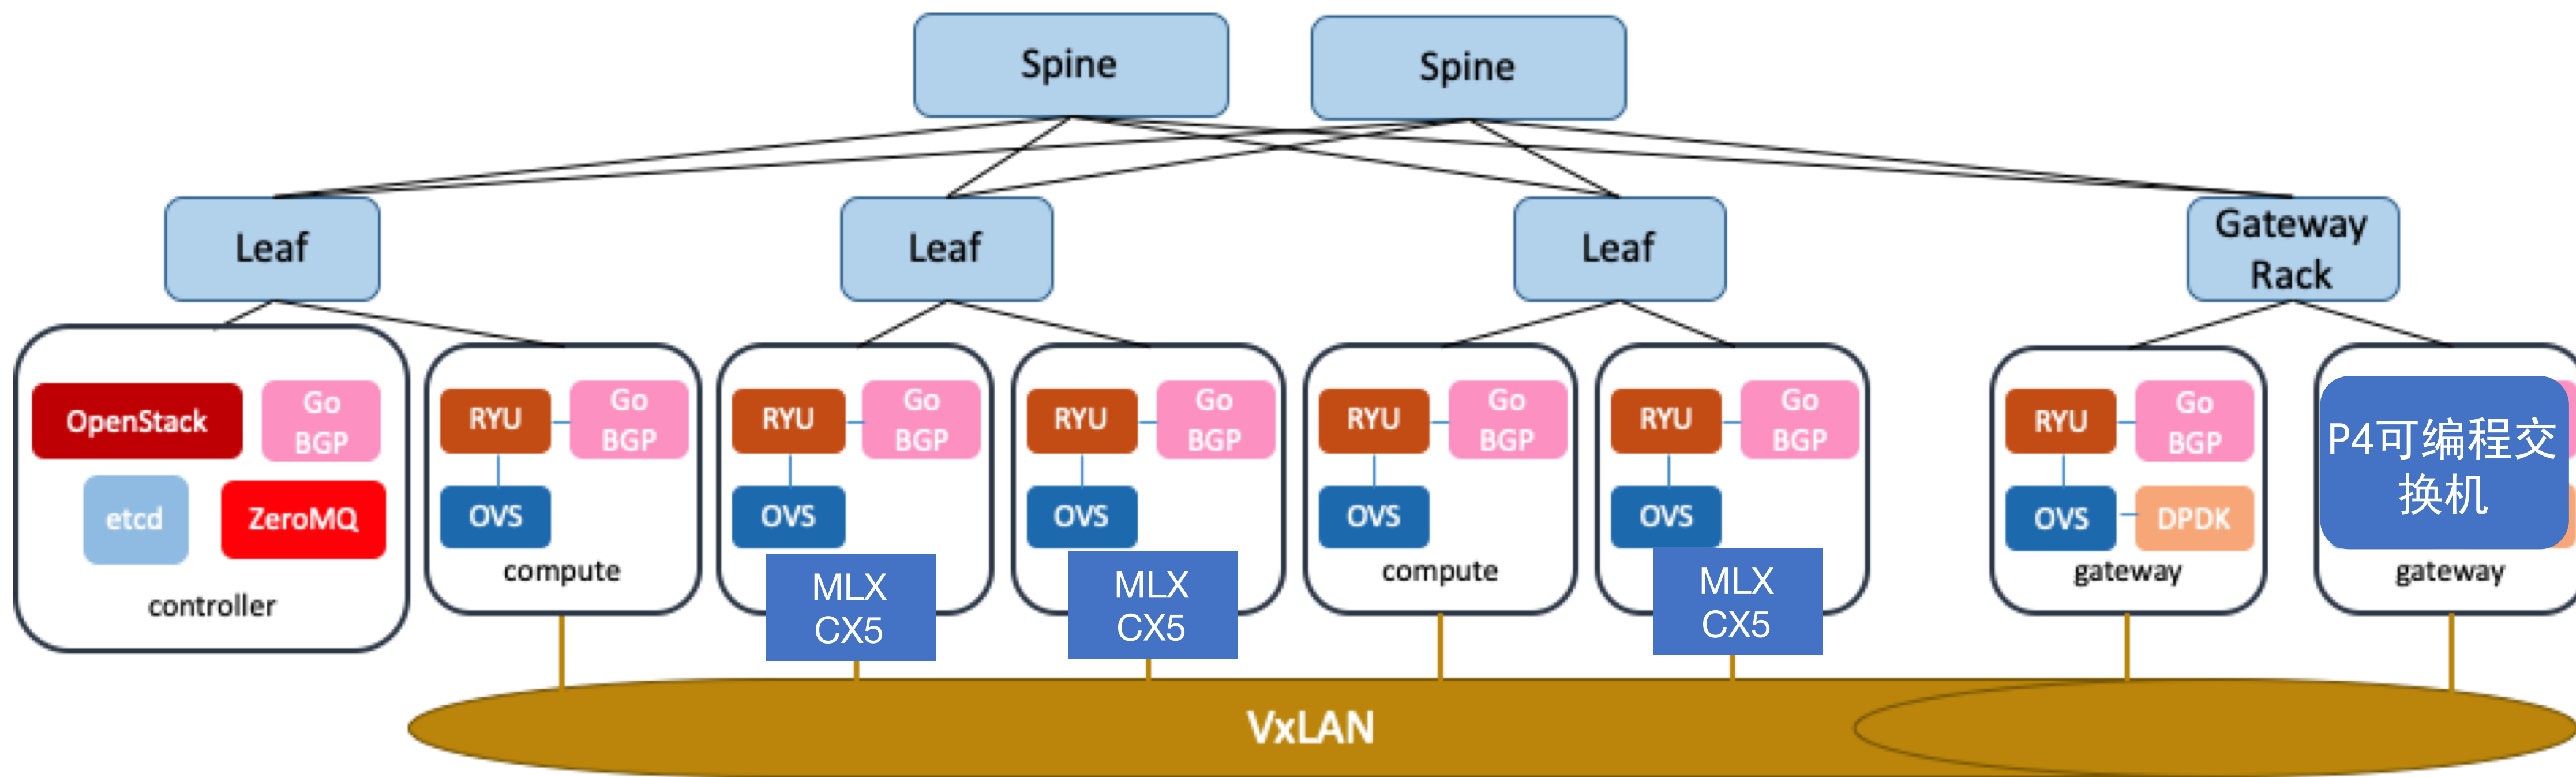 Spine
Spine
Leaf
Leaf
Leaf
Gateway
Rack
OpenStack
Go
BGP
etcd
ZeroMQ
controller
RYU
Go
BGP
OVS
compute
RYU
Go
BGP
OVS
MLX
CX5
RYU
Go
BGP
OVS
MLX
CX5
RYU
Go
BGP
OVS
compute
RYU
Go
BGP
OVS
MLX
CX5
RYU
Go
BGP
OVS
DPDK
gateway
P4可编程交
换机
gateway
VxLAN